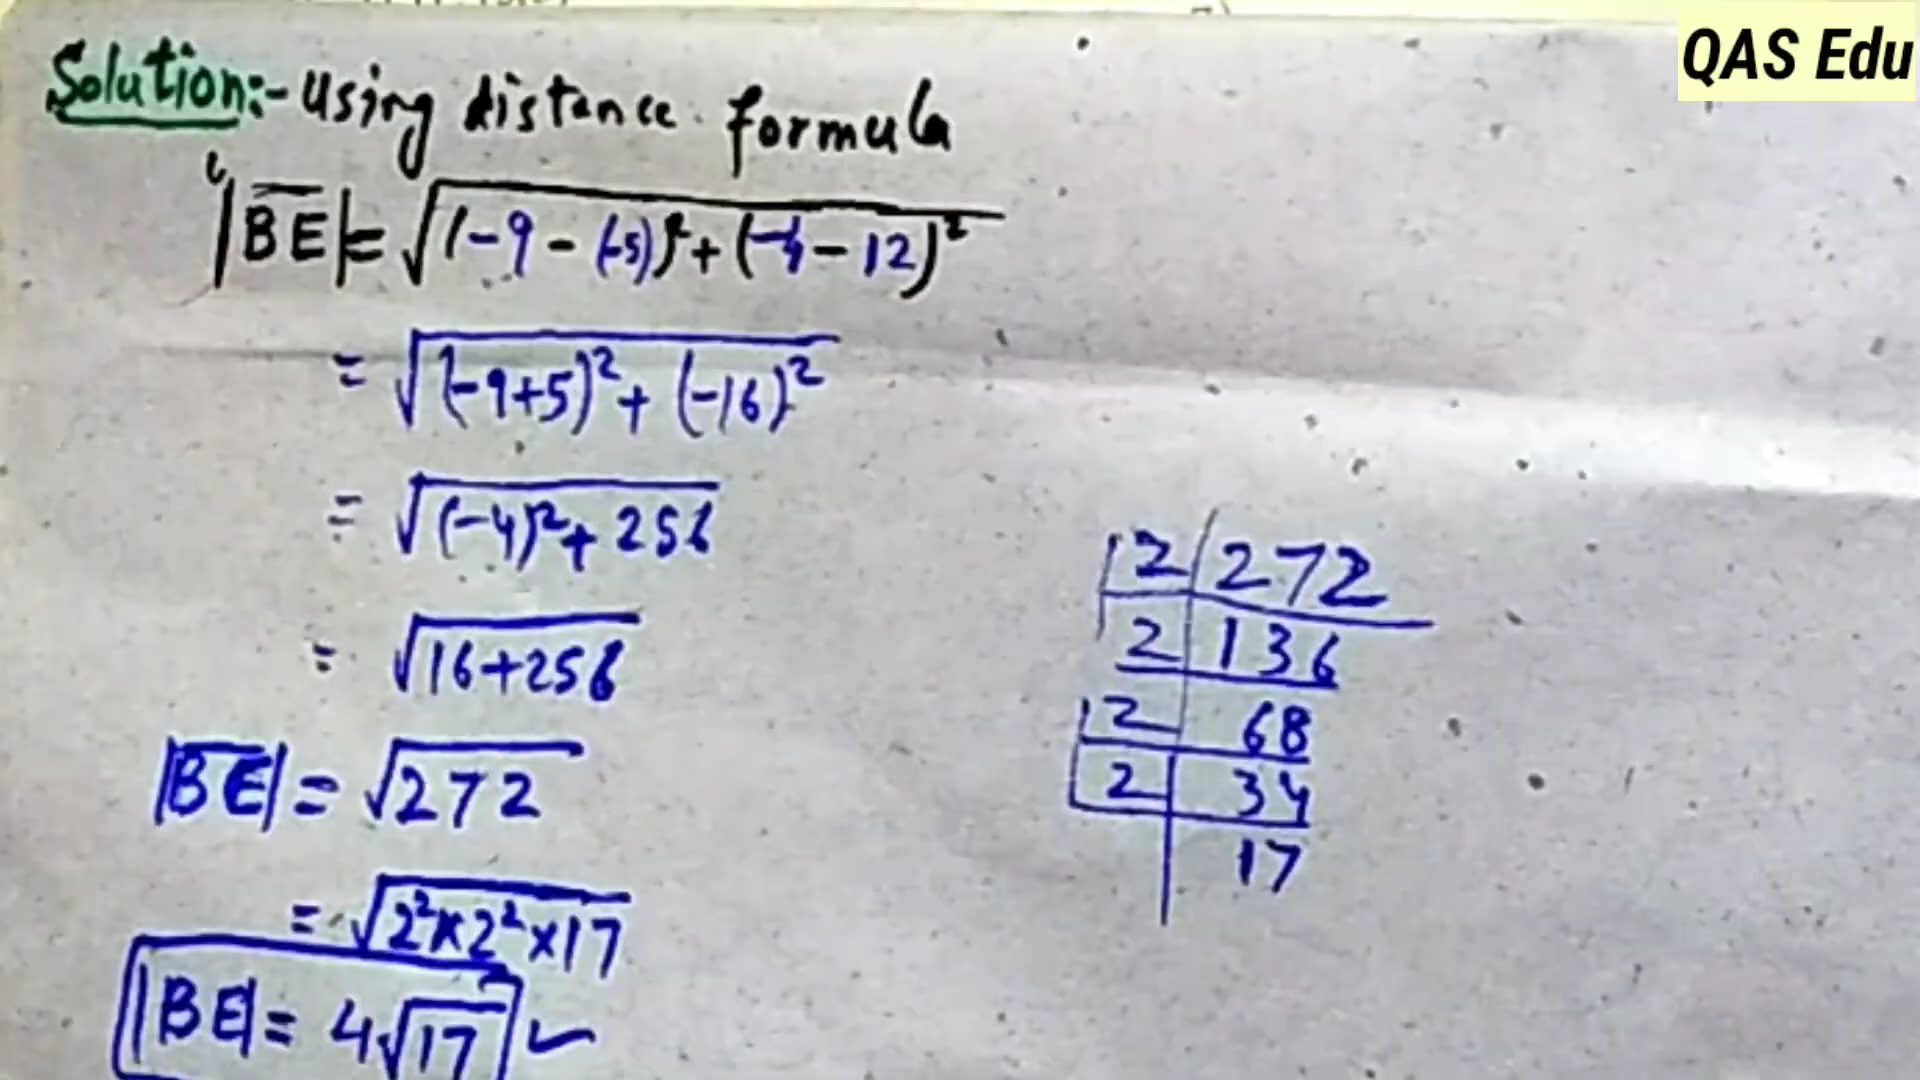 QAS Edu
Solution:- Using distance formula
|BE| = √(-9 - (-5))² + (-4 - 12)²
= √(-9+5)² + (-16)²
= √(-4)² + 256
= √16+256
|BE| = √272
= √2²×2²×17
|BE| = 4√17 ✓
2 | 272
2 | 136
2 | 68
2 | 34
17